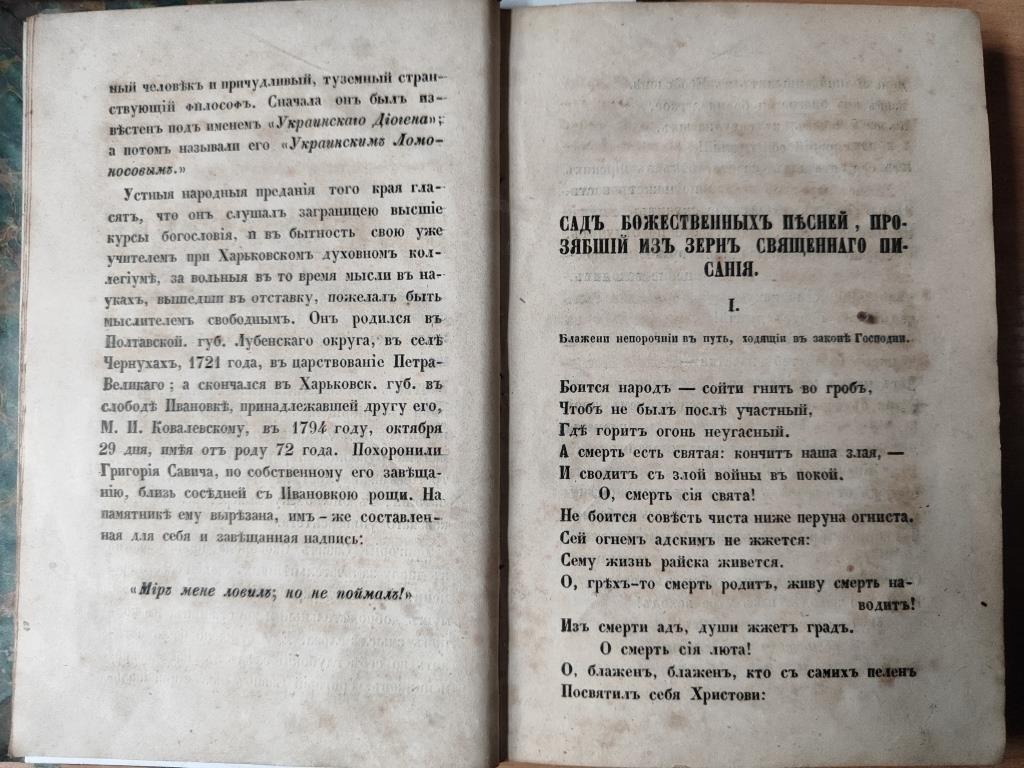 ный человѣкъ и причудливый, туземный стран-
ствующій философъ. Сначала онъ былъ из-
вѣстенъ подъ именемъ «Украинскаго Діогена»;
а потомъ называли его «Украинскимъ Ломо-
носовымъ.»
Устныя народныя преданія того края гла-
сятъ, что онъ слушалъ заграницею высшіе
курсы богословія, и въ бытность свою уже
учителемъ при Харьковскомъ духовномъ кол-
легіумѣ, за вольныя въ то время мысли въ на-
укахъ, вышедши въ отставку, пожелалъ быть
мыслителемъ свободнымъ. Онъ родился въ
Полтавской. губ. Лубенскаго округа, въ селѣ
Чернухахъ, 1721 года, въ царствованіе Петра-
Великаго; а скончался въ Харьковск. губ. въ
слободѣ Ивановкѣ, принадлежавшей другу его,
М. И. Ковалевскому, въ 1794 году, октября
29 дня, имѣя отъ роду 72 года. Похоронили
Григорія Савича, по собственному его завѣща-
нію, близь сосѣдней съ Ивановкою рощи. На
памятникѣ ему вырѣзана, имъ-же составлен-
ная для себя и завѣщанная надпись:
«Міръ мене ловилъ; но не поймалъ!»
САДЪ БОЖЕСТВЕННЫХЪ ПѢСНЕЙ, ПРО-
ЗЯБШІЙ ИЗЪ ЗЕРНЪ СВЯЩЕННАГО ПИ-
САНІЯ.
I.
Блажени непорочніи въ путь, ходящіи въ законѣ Господни.
Боится народъ — сойти гнить во гробъ,
Чтобъ не былъ послѣ участный,
Гдѣ горитъ огонь неугасный.
А смерть есть святая: кончитъ наша злая, —
И сводитъ съ злой войны въ покой.
О, смерть сія свята!
Не боится совѣсть чиста ниже перуна огниста.
Сей огнемъ адскимъ не жжется:
Сему жизнь райска живется.
О, грѣхъ-то смерть родитъ, живу смерть на-
водитъ!
Изъ смерти адъ, души жжетъ градъ.
О смерть сія люта!
О, блаженъ, блаженъ, кто съ самихъ пеленъ
Посвятилъ себя Христови: